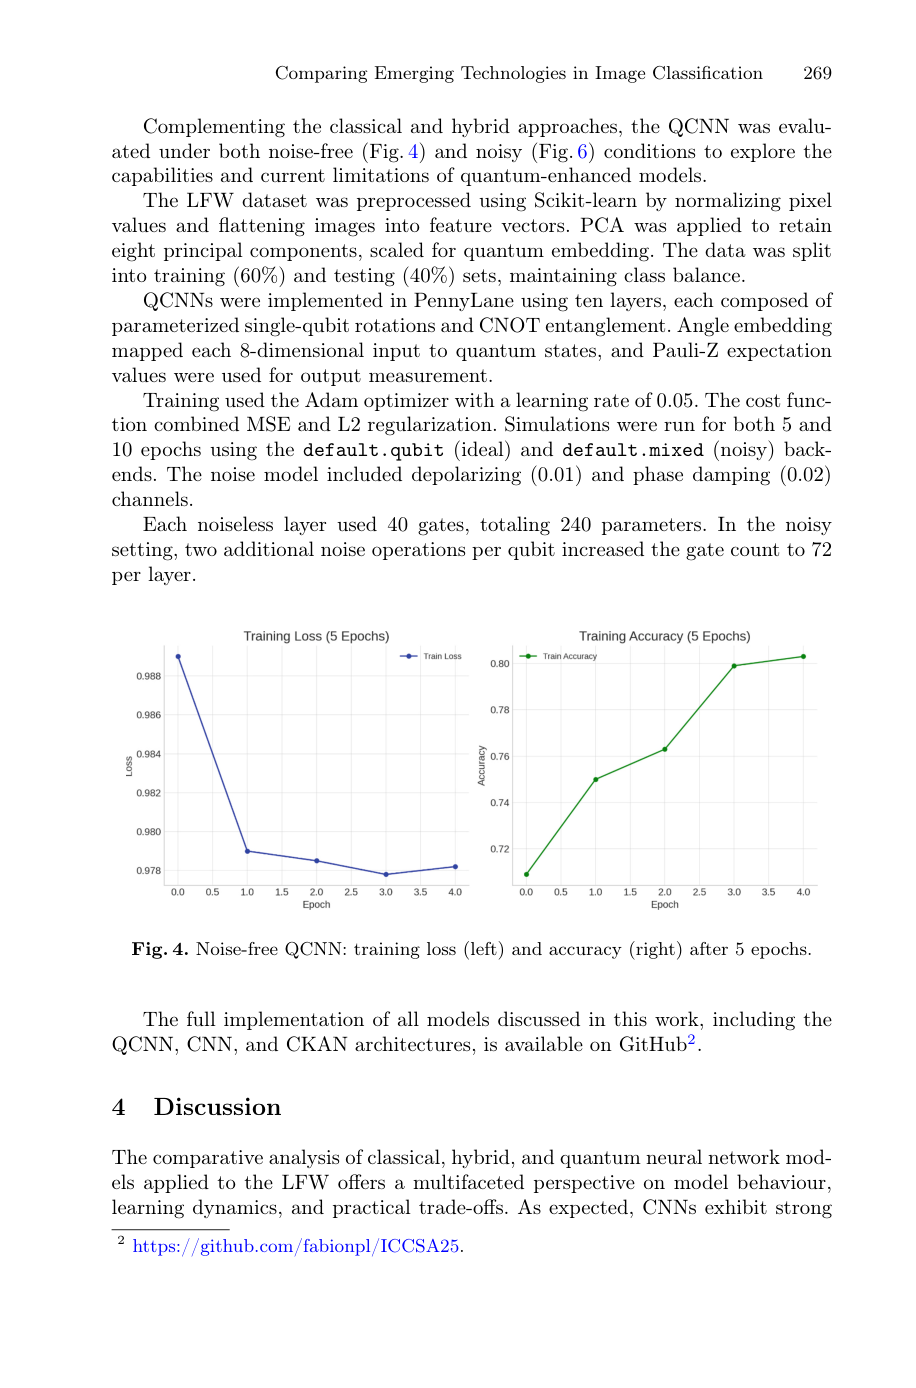 Comparing Emerging Technologies in Image Classification 269
Complementing the classical and hybrid approaches, the QCNN was evalu-
ated under both noise-free (Fig. 4) and noisy (Fig. 6) conditions to explore the
capabilities and current limitations of quantum-enhanced models.
The LFW dataset was preprocessed using Scikit-learn by normalizing pixel
values and flattening images into feature vectors. PCA was applied to retain
eight principal components, scaled for quantum embedding. The data was split
into training (60%) and testing (40%) sets, maintaining class balance.
QCNNs were implemented in PennyLane using ten layers, each composed of
parameterized single-qubit rotations and CNOT entanglement. Angle embedding
mapped each 8-dimensional input to quantum states, and Pauli-Z expectation
values were used for output measurement.
Training used the Adam optimizer with a learning rate of 0.05. The cost func-
tion combined MSE and L2 regularization. Simulations were run for both 5 and
10 epochs using the default.qubit (ideal) and default.mixed (noisy) back-
ends. The noise model included depolarizing (0.01) and phase damping (0.02)
channels.
Each noiseless layer used 40 gates, totaling 240 parameters. In the noisy
setting, two additional noise operations per qubit increased the gate count to 72
per layer.
Training Loss (5 Epochs)
Train Loss
0.988
0.986
0.984
0.982
0.980
0.978
Loss
0.0 0.5 1.0 1.5 2.0 2.5 3.0 3.5 4.0
Epoch
Training Accuracy (5 Epochs)
Train Accuracy
0.80
0.78
0.76
0.74
0.72
Accuracy
0.0 0.5 1.0 1.5 2.0 2.5 3.0 3.5 4.0
Epoch
Fig. 4. Noise-free QCNN: training loss (left) and accuracy (right) after 5 epochs.
The full implementation of all models discussed in this work, including the
QCNN, CNN, and CKAN architectures, is available on GitHub2.
4 Discussion
The comparative analysis of classical, hybrid, and quantum neural network mod-
els applied to the LFW offers a multifaceted perspective on model behaviour,
learning dynamics, and practical trade-offs. As expected, CNNs exhibit strong
2 https://github.com/fabionpl/ICCSA25.